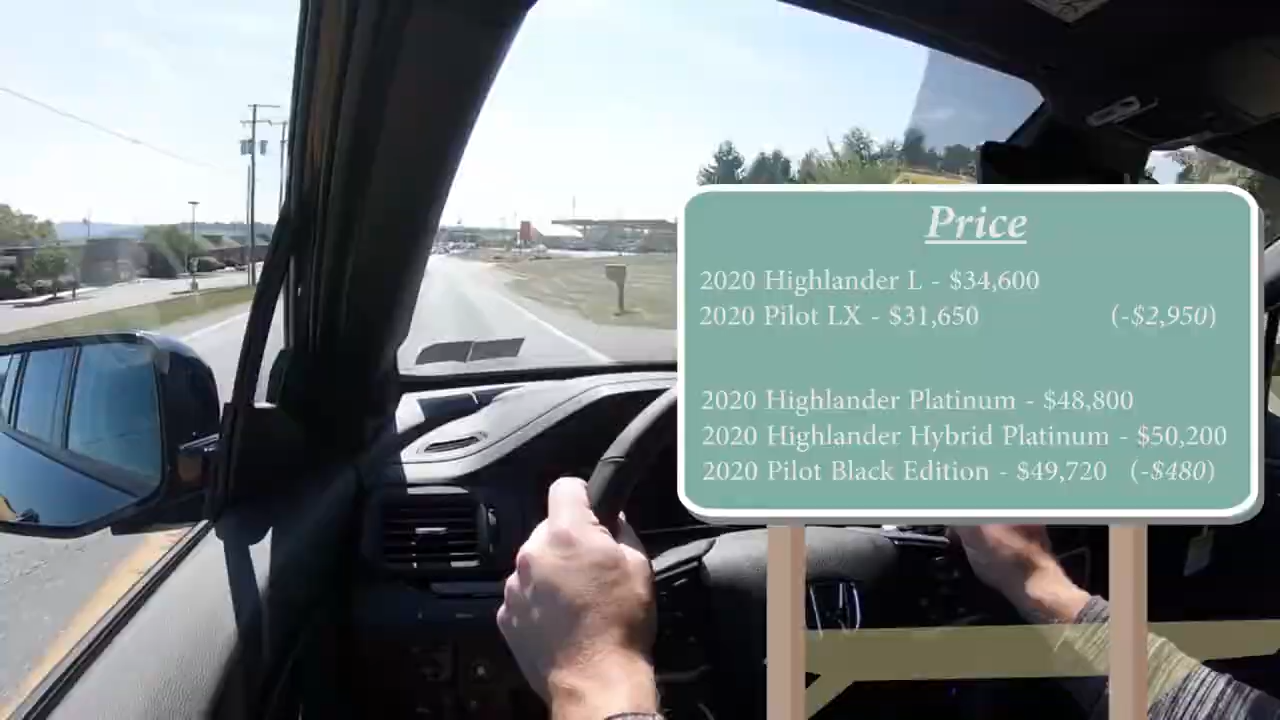 Price
2020 Highlander L - $34,600
2020 Pilot LX - $31,650 (-$2,950)
2020 Highlander Platinum - $48,800
2020 Highlander Hybrid Platinum - $50,200
2020 Pilot Black Edition - $49,720 (-$480)